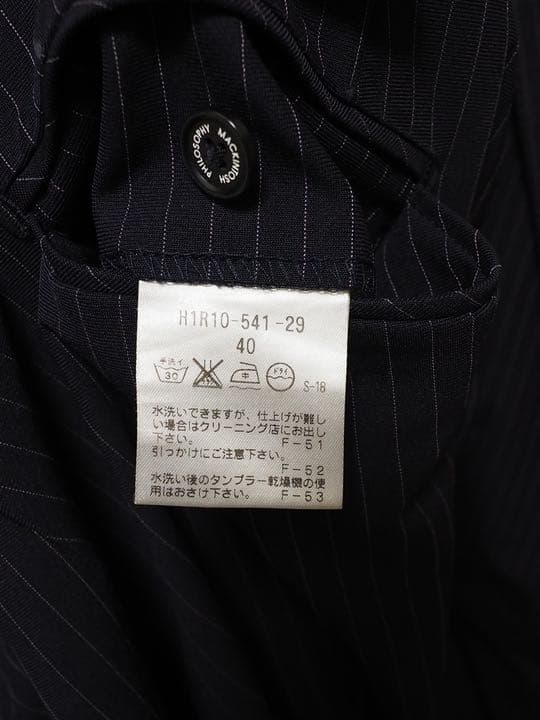 MACKINTOSH PHILOSOPHY
H1R10-541-29
40
手洗イ 30 中 ドライ S-18
水洗いできますが、仕上げが難し
い場合はクリーニング店にお出し
下さい。 F-51
引っかけにご注意下さい。
F-52
水洗い後のタンブラー乾燥機の使
用はおさけ下さい。 F-53